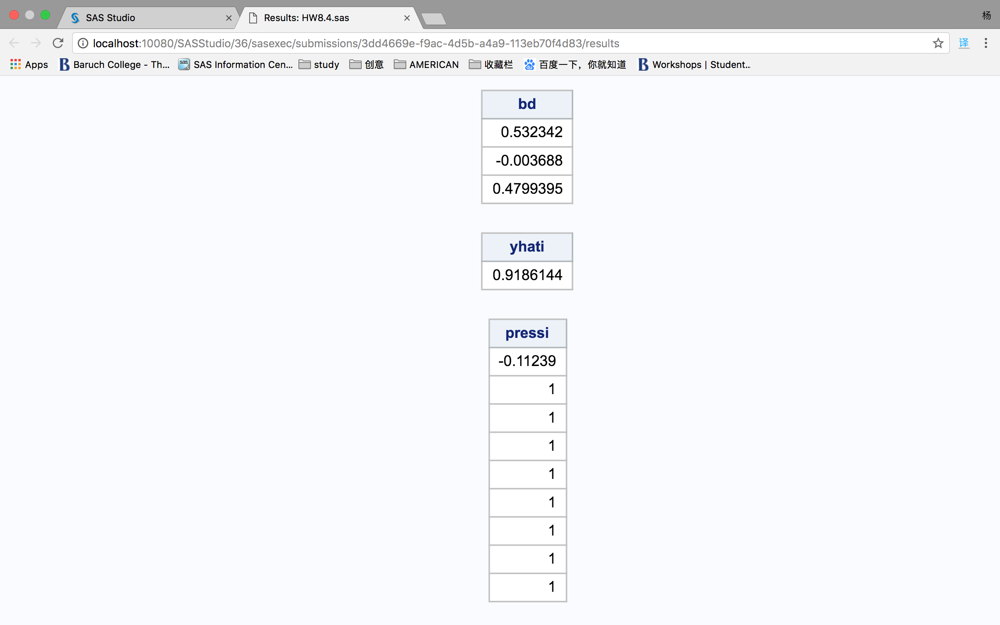 SAS Studio
Results: HW8.4.sas
杨
localhost:10080/SASStudio/36/sasexec/submissions/3dd4669e-f9ac-4d5b-a4a9-113eb70f4d83/results
译
Apps
B Baruch College - Th...
sas SAS Information Cen...
study
创意
AMERICAN
收藏栏
du 百度一下，你就知道
B Workshops | Student...
bd
0.532342
-0.003688
0.4799395
yhati
0.9186144
pressi
-0.11239
1
1
1
1
1
1
1
1